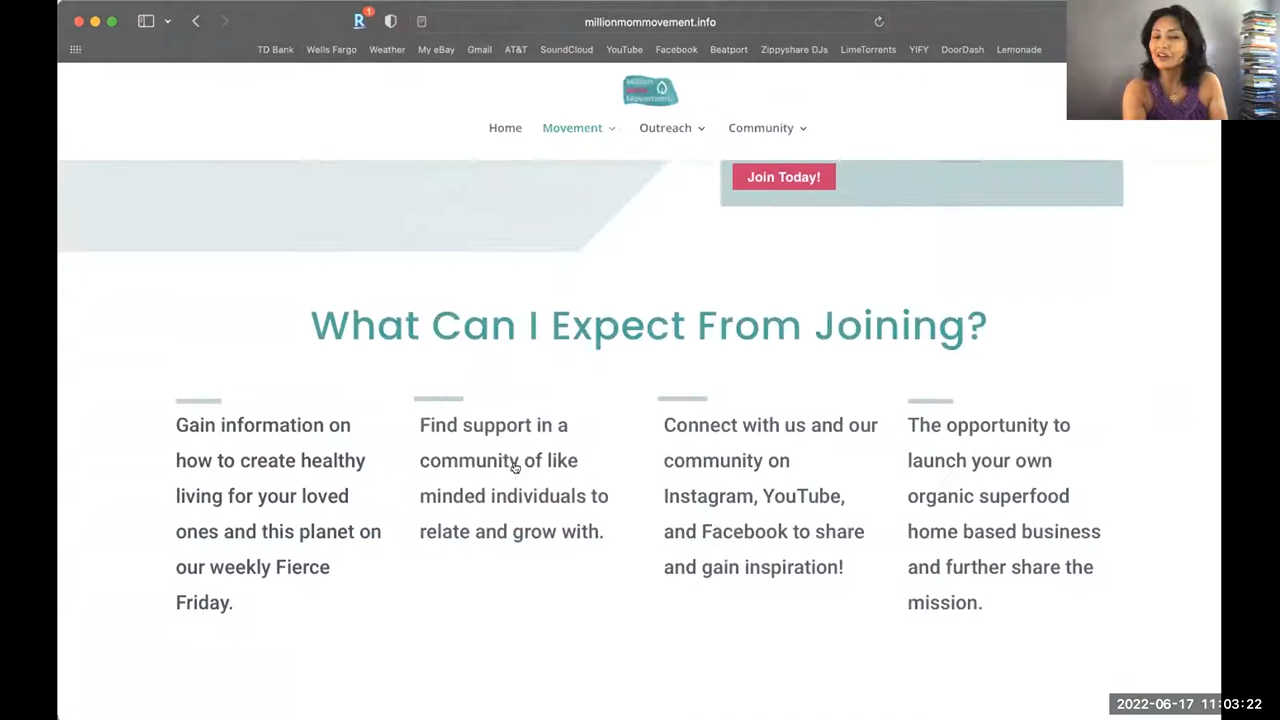 1
millionmommovement.info
TD Bank Wells Fargo Weather My eBay Gmail AT&T SoundCloud YouTube Facebook Beatport Zippyshare DJs LimeTorrents YIFY DoorDash Lemonade
Million
Mom
Movement
Home Movement Outreach Community
Join Today!
What Can I Expect From Joining?
Gain information on
how to create healthy
living for your loved
ones and this planet on
our weekly Fierce
Friday.
Find support in a
community of like
minded individuals to
relate and grow with.
Connect with us and our
community on
Instagram, YouTube,
and Facebook to share
and gain inspiration!
The opportunity to
launch your own
organic superfood
home based business
and further share the
mission.
2022-06-17 11:03:22